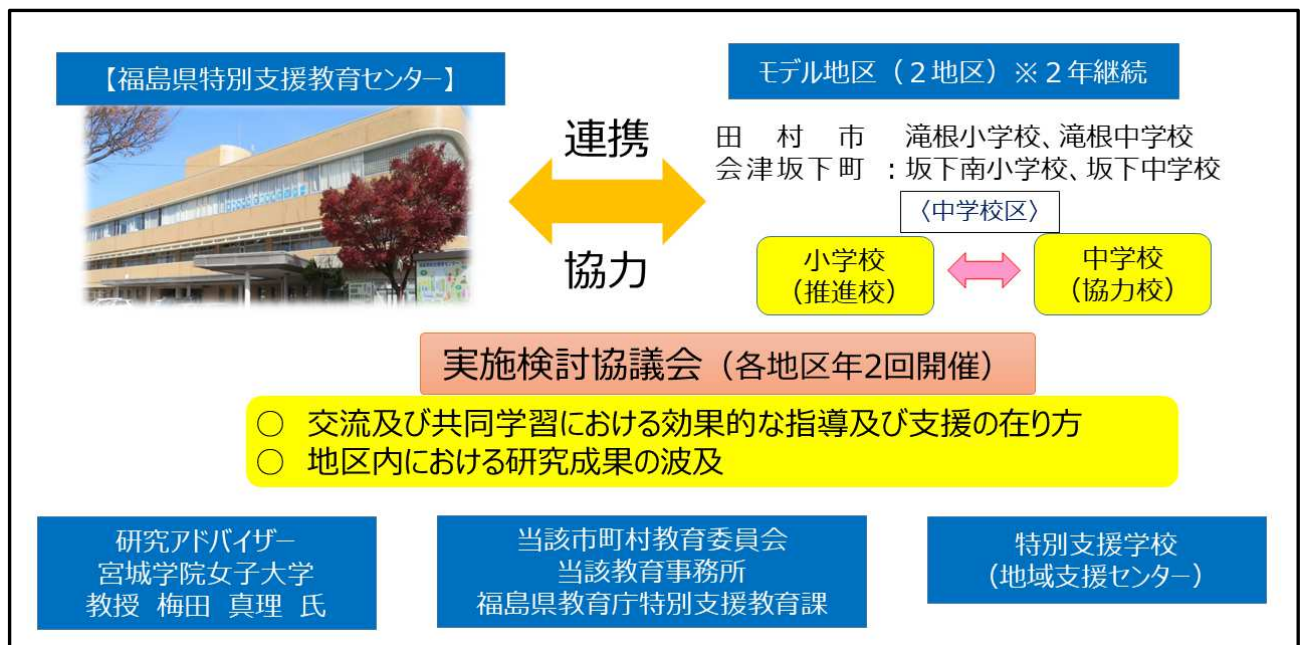 【福島県特別支援教育センター】
モデル地区(2地区)※2年継続
連携
協力
田村市 滝根小学校、滝根中学校
会津坂下町:坂下南小学校、坂下中学校
〈中学校区〉
小学校
(推進校)
中学校
(協力校)
実施検討協議会(各地区年2回開催)
○ 交流及び共同学習における効果的な指導及び支援の在り方
○ 地区内における研究成果の波及
研究アドバイザー
宮城学院女子大学
教授 梅田 真理 氏
当該市町村教育委員会
当該教育事務所
福島県教育庁特別支援教育課
特別支援学校
(地域支援センター)